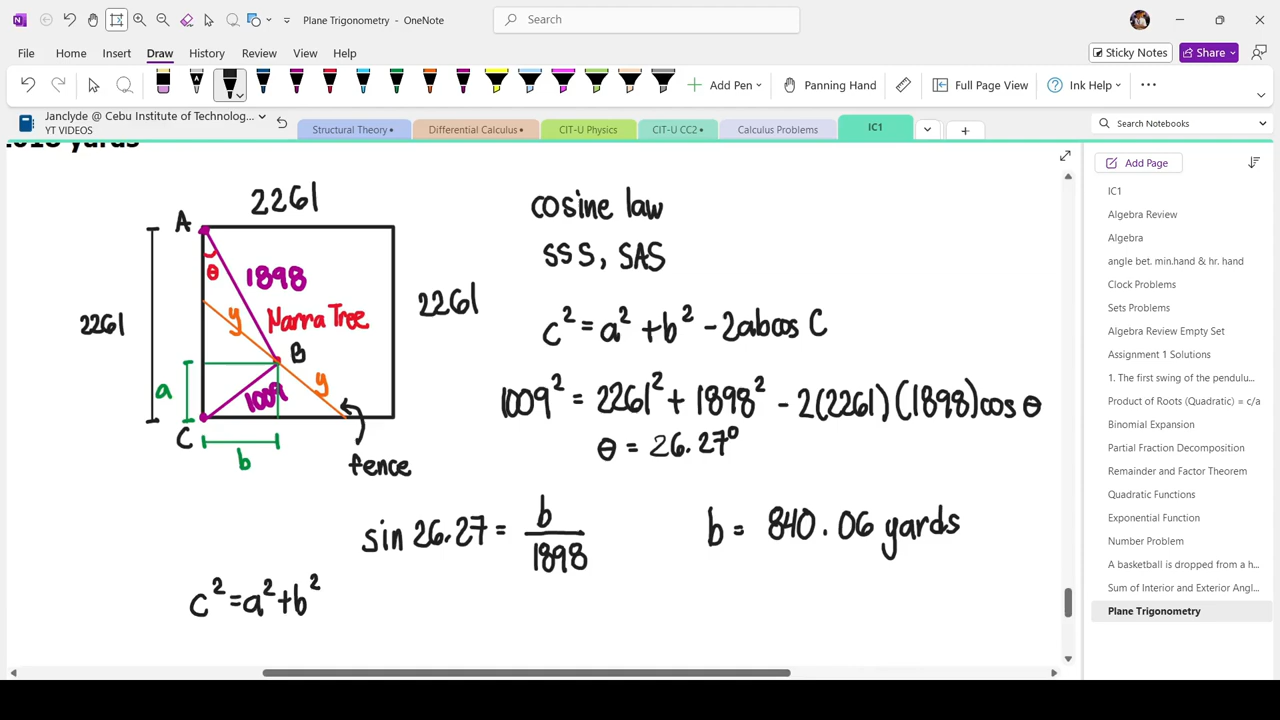 Plane Trigonometry - OneNote
Search
File Home Insert Draw History Review View Help
Sticky Notes
Share
Add Pen
Panning Hand
Full Page View
Ink Help
Janclyde @ Cebu Institute of Technolog...
YT VIDEOS
Structural Theory
Differential Calculus
CIT-U Physics
CIT-U CC2
Calculus Problems
IC1
Search Notebooks
Add Page
IC1
Algebra Review
Algebra
angle bet. min.hand & hr. hand
Clock Problems
Sets Problems
Algebra Review Empty Set
Assignment 1 Solutions
1. The first swing of the pendulu...
Product of Roots (Quadratic) = c/a
Binomial Expansion
Partial Fraction Decomposition
Remainder and Factor Theorem
Quadratic Functions
Exponential Function
Number Problem
A basketball is dropped from a h...
Sum of Interior and Exterior Angl...
Plane Trigonometry
yards
2261
A
θ
1898
2261
y
Narra Tree
2261
B
a
y
1009
C
b
fence
cosine law
SSS, SAS
c² = a² + b² - 2abcos C
1009² = 2261² + 1898² - 2(2261)(1898)cos θ
θ = 26.27°
sin 26.27 = b/1898
b = 840.06 yards
c² = a² + b²